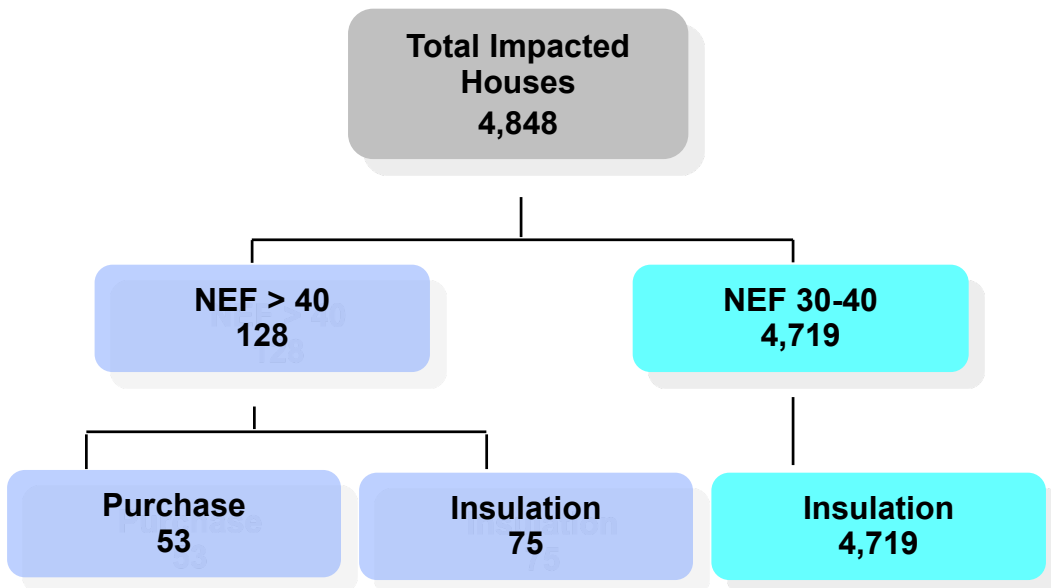 Total Impacted
Houses
4,848
NEF > 40
128
NEF 30-40
4,719
Purchase
53
Insulation
75
Insulation
4,719